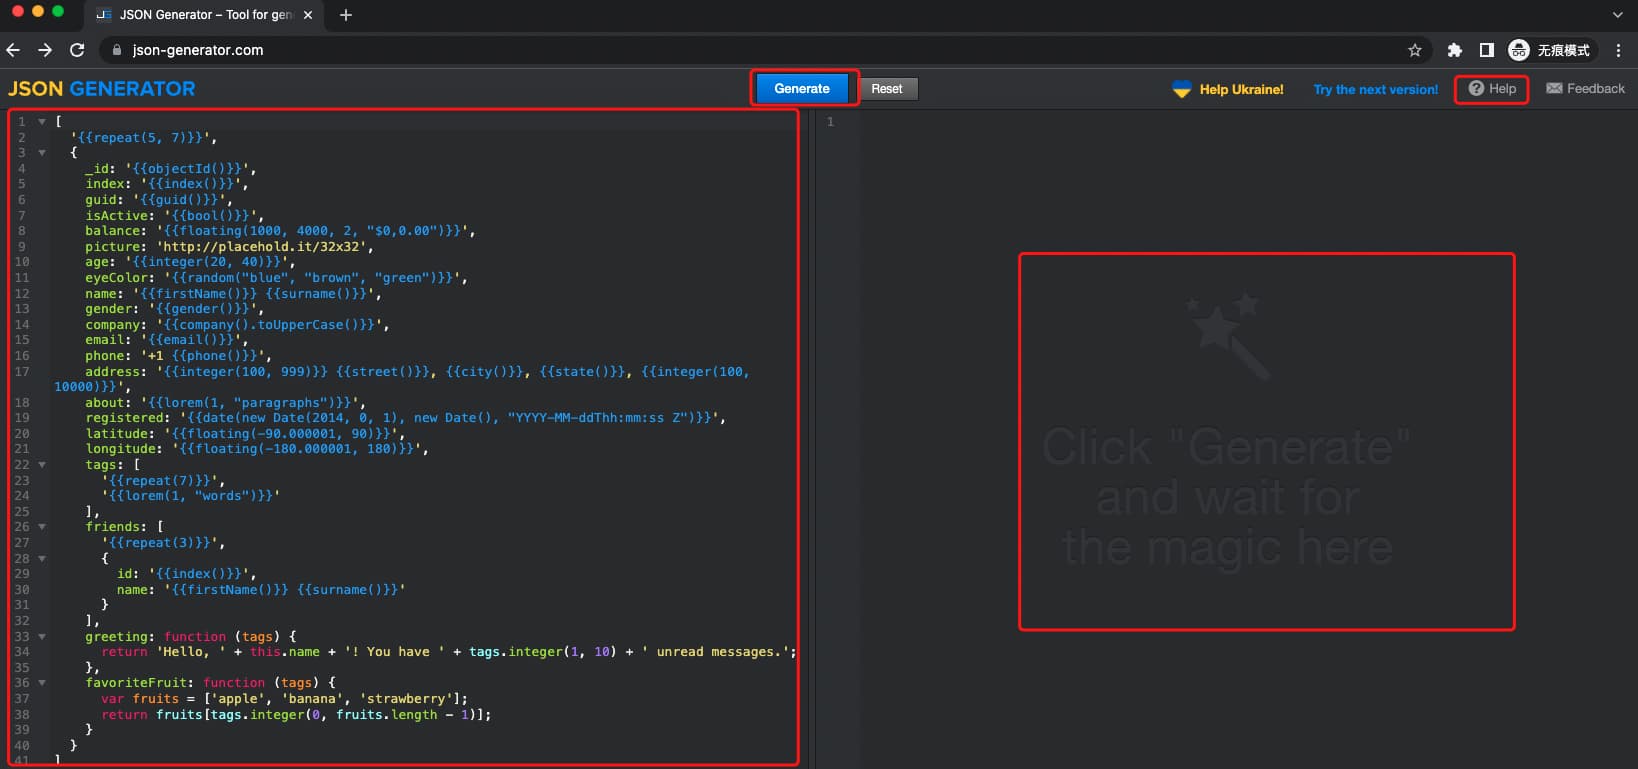 JSON Generator – Tool for gen
json-generator.com
无痕模式
JSON GENERATOR
Generate
Reset
Help Ukraine!
Try the next version!
Help
Feedback
1 [
2 '{{repeat(5, 7)}}',
3 {
4 _id: '{{objectId()}}',
5 index: '{{index()}}',
6 guid: '{{guid()}}',
7 isActive: '{{bool()}}',
8 balance: '{{floating(1000, 4000, 2, "$0,0.00")}}',
9 picture: 'http://placehold.it/32x32',
10 age: '{{integer(20, 40)}}',
11 eyeColor: '{{random("blue", "brown", "green")}}',
12 name: '{{firstName()}} {{surname()}}',
13 gender: '{{gender()}}',
14 company: '{{company().toUpperCase()}}',
15 email: '{{email()}}',
16 phone: '+1 {{phone()}}',
17 address: '{{integer(100, 999)}} {{street()}}, {{city()}}, {{state()}}, {{integer(100,
10000)}}',
18 about: '{{lorem(1, "paragraphs")}}',
19 registered: '{{date(new Date(2014, 0, 1), new Date(), "YYYY-MM-ddThh:mm:ss Z")}}',
20 latitude: '{{floating(-90.000001, 90)}}',
21 longitude: '{{floating(-180.000001, 180)}}',
22 tags: [
23 '{{repeat(7)}}',
24 '{{lorem(1, "words")}}'
25 ],
26 friends: [
27 '{{repeat(3)}}',
28 {
29 id: '{{index()}}',
30 name: '{{firstName()}} {{surname()}}'
31 }
32 ],
33 greeting: function (tags) {
34 return 'Hello, ' + this.name + '! You have ' + tags.integer(1, 10) + ' unread messages.';
35 },
36 favoriteFruit: function (tags) {
37 var fruits = ['apple', 'banana', 'strawberry'];
38 return fruits[tags.integer(0, fruits.length - 1)];
39 }
40 }
41 ]
1
Click "Generate"
and wait for
the magic here